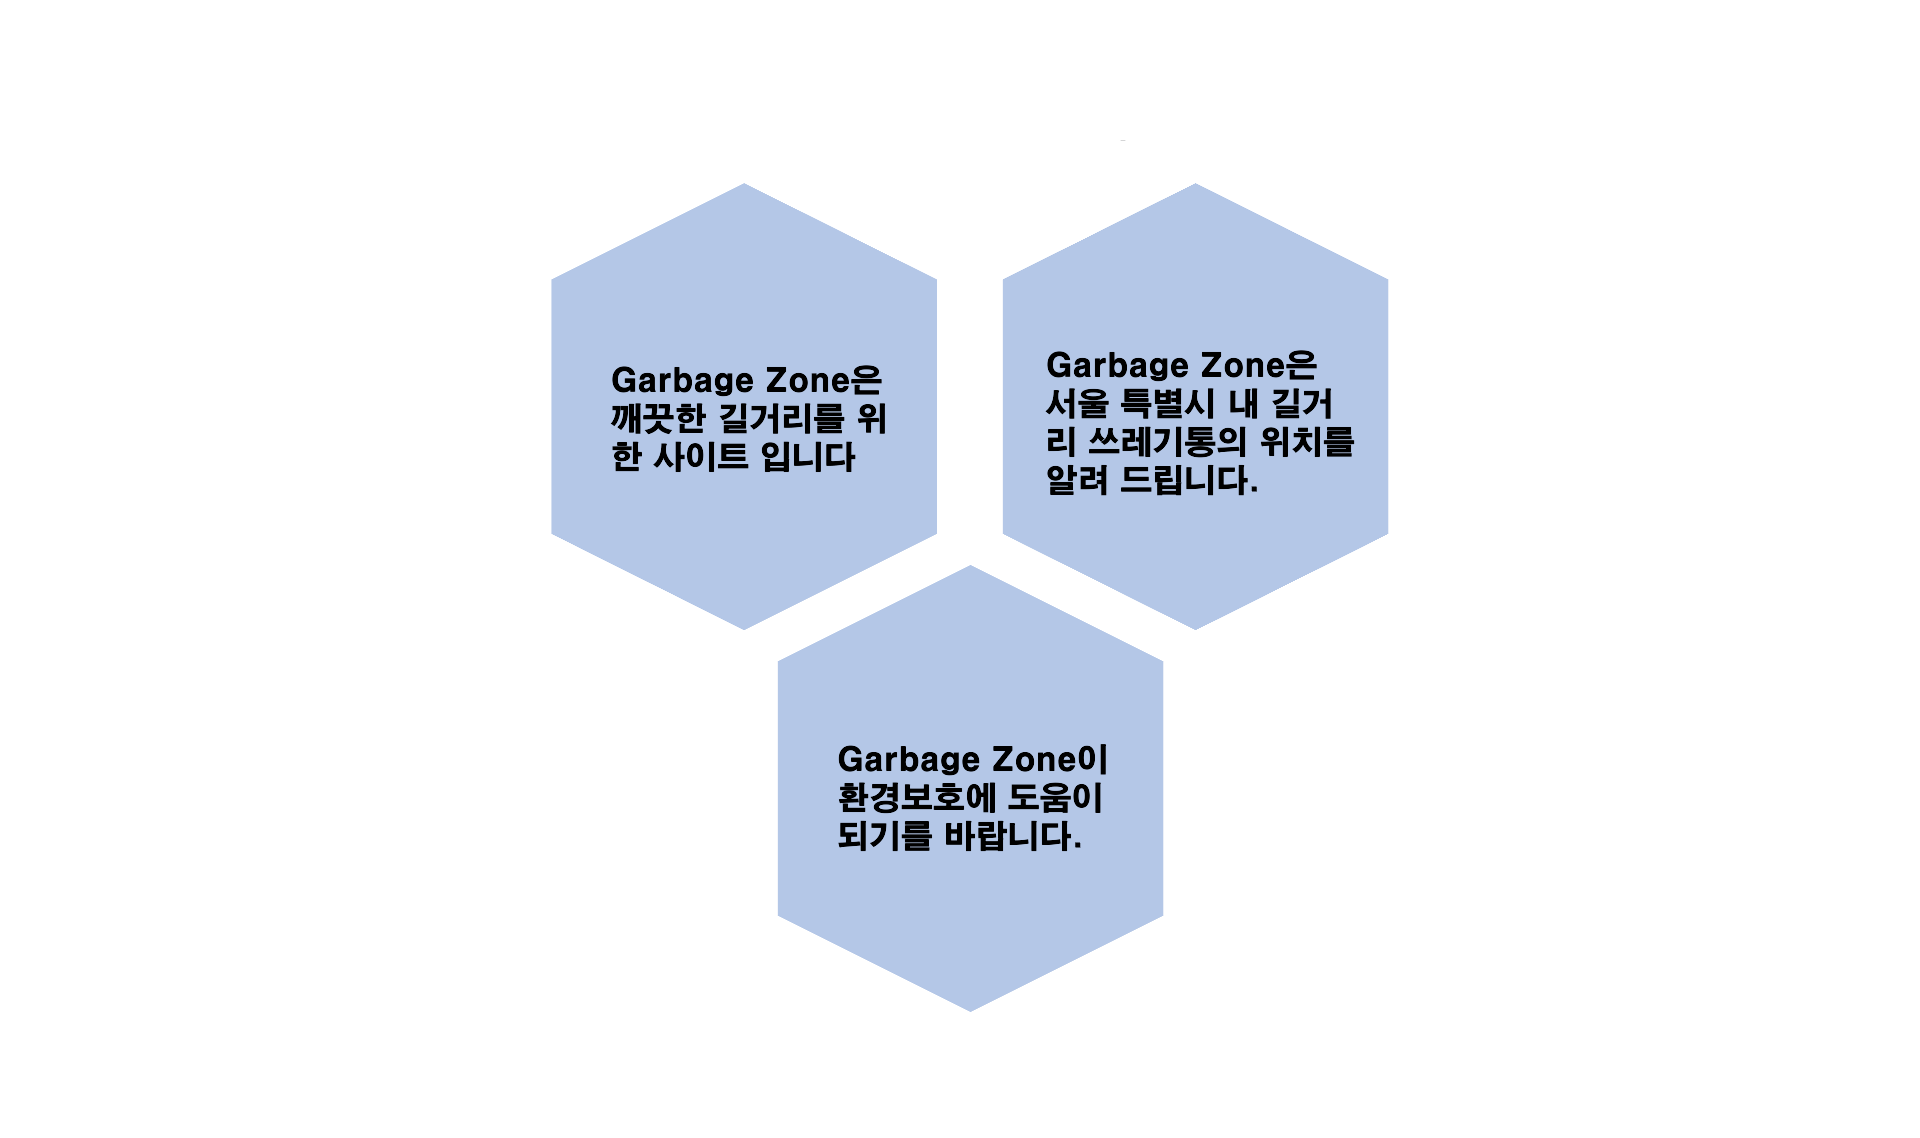 Garbage Zone은
깨끗한 길거리를 위
한 사이트 입니다
Garbage Zone은
서울 특별시 내 길거
리 쓰레기통의 위치를
알려 드립니다.
Garbage Zone이
환경보호에 도움이
되기를 바랍니다.